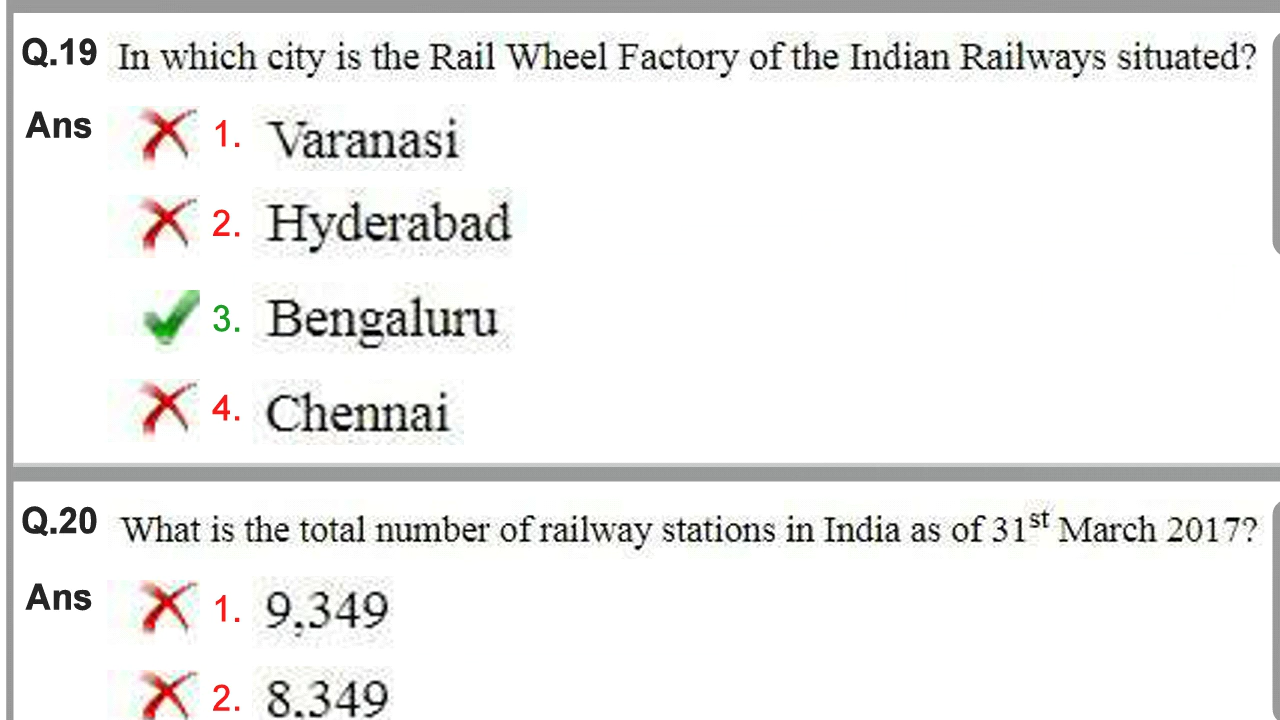 Q.19 In which city is the Rail Wheel Factory of the Indian Railways situated?
Ans 1. Varanasi
2. Hyderabad
3. Bengaluru
4. Chennai
Q.20 What is the total number of railway stations in India as of 31st March 2017?
Ans 1. 9,349
2. 8,349